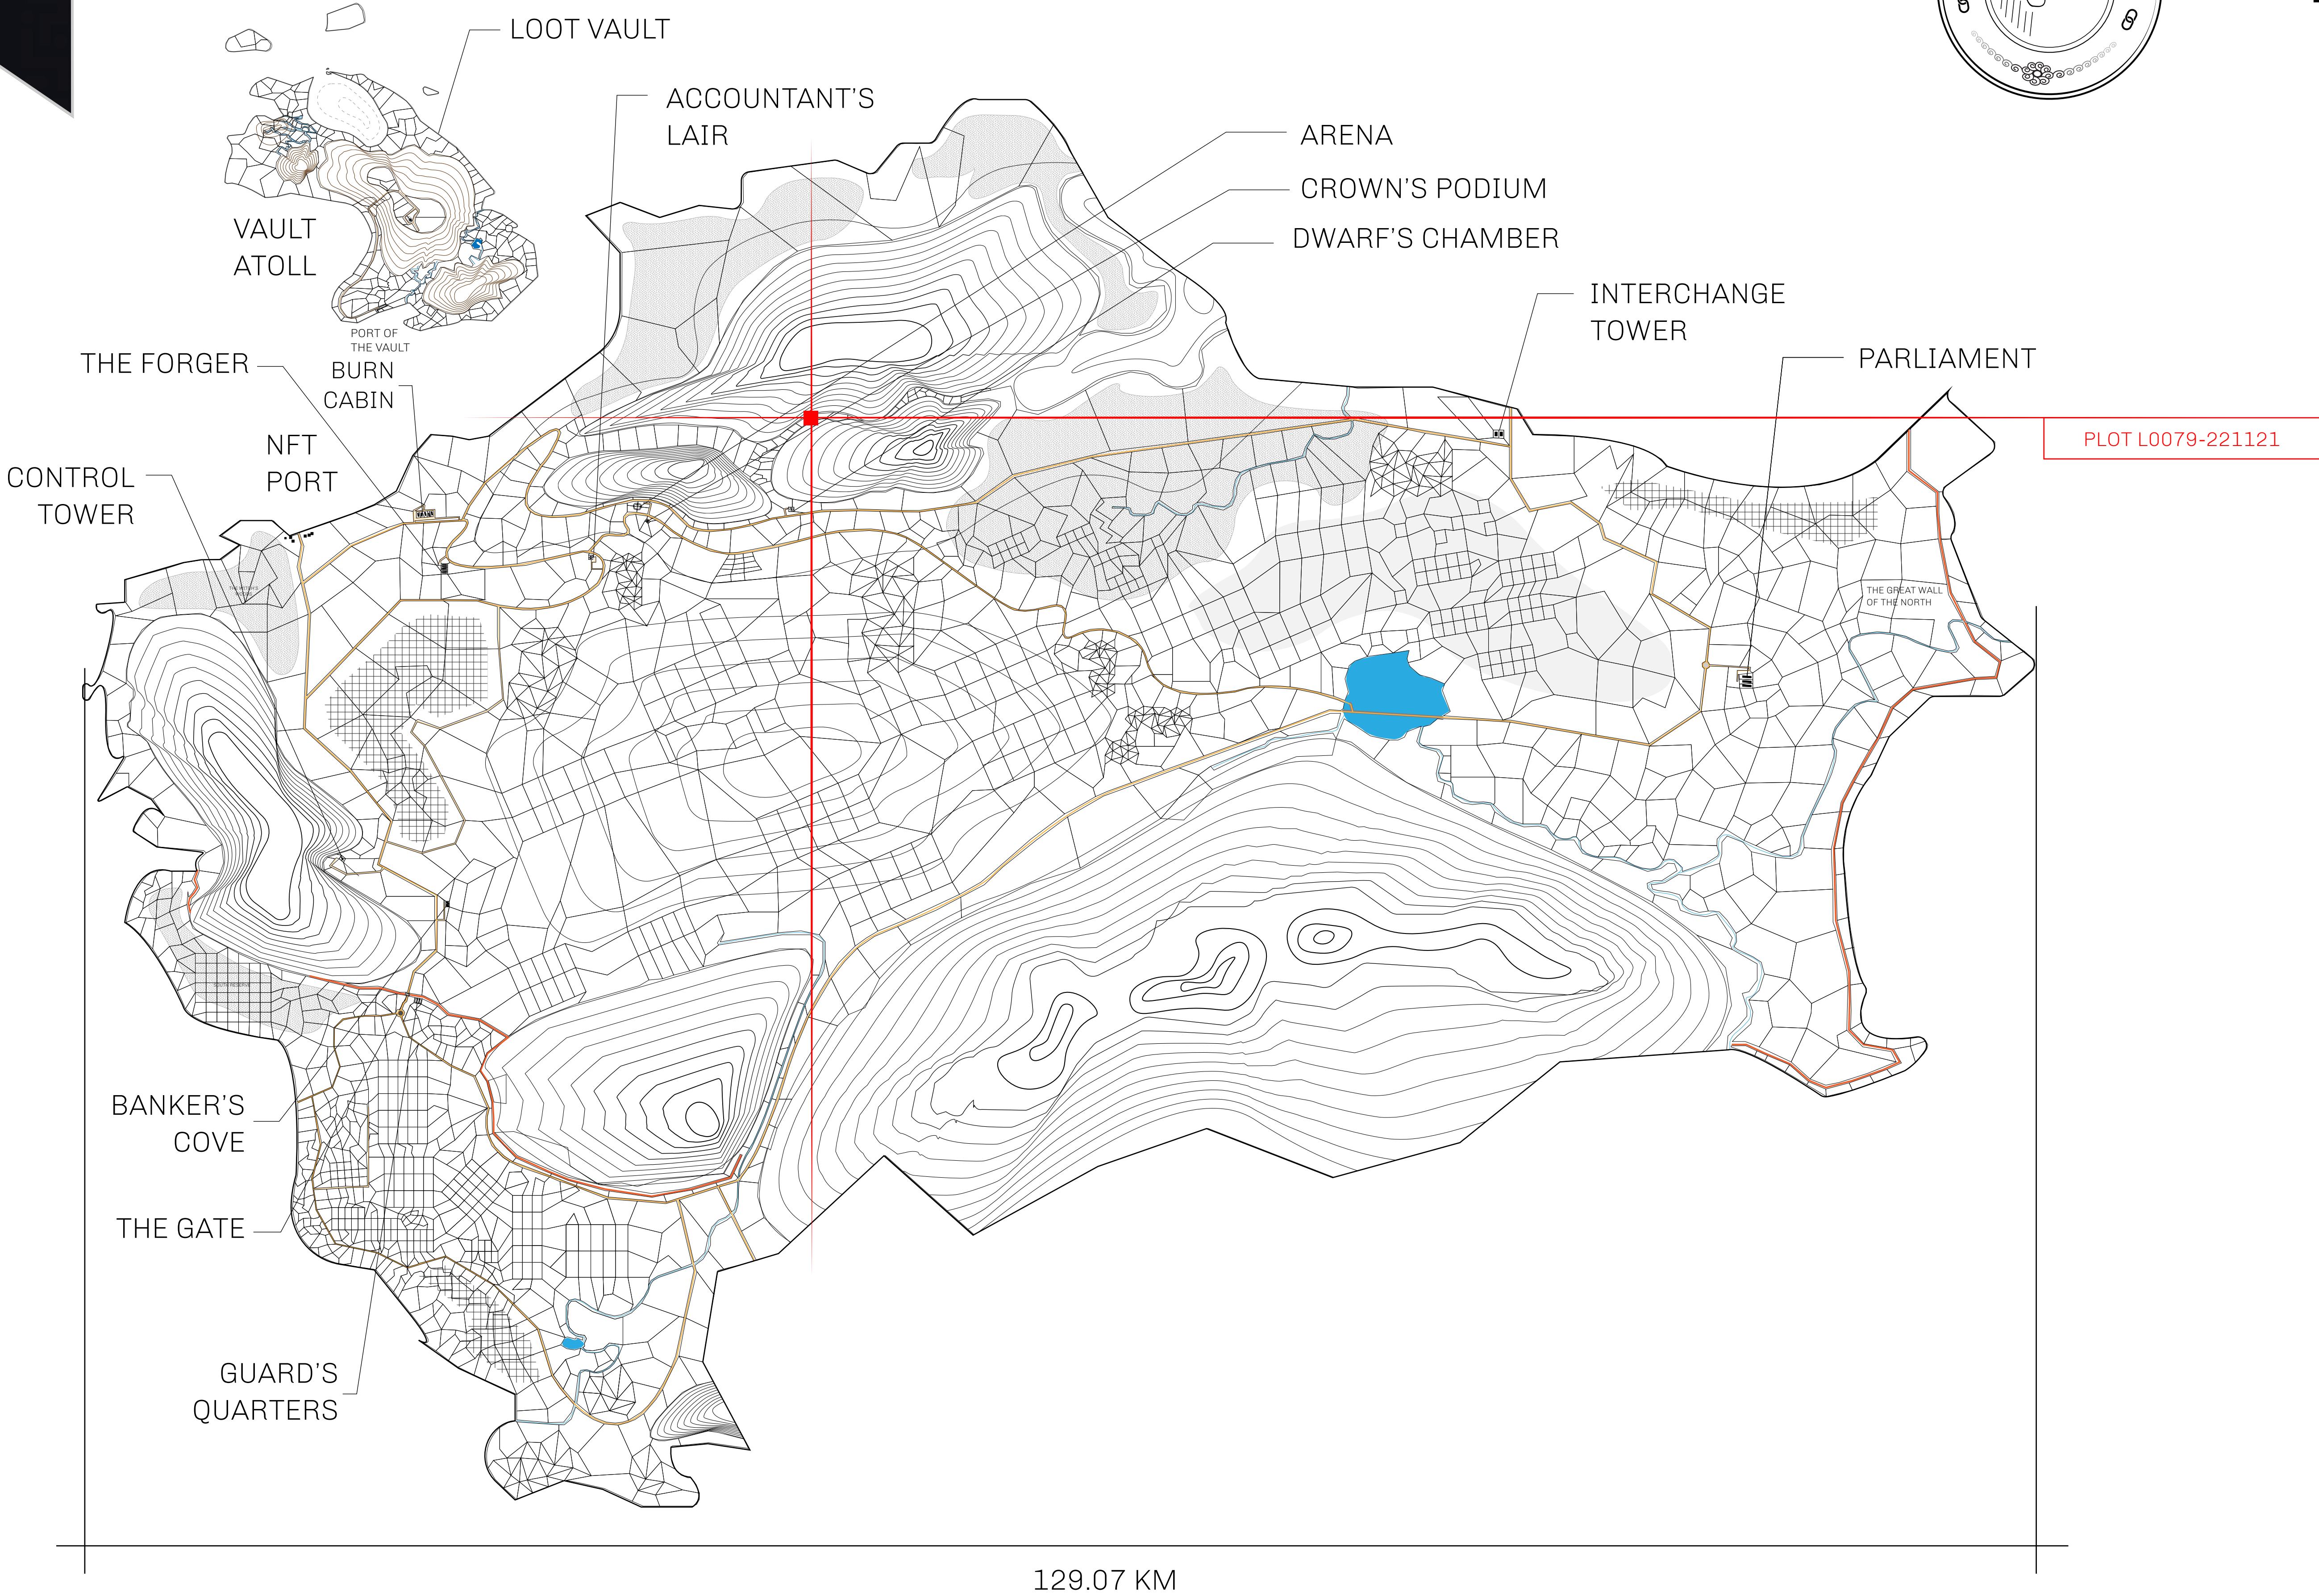 LOOT VAULT
ACCOUNTANT'S
LAIR
ARENA
CROWN'S PODIUM
DWARF'S CHAMBER
VAULT
ATOLL
INTERCHANGE
TOWER
PORT OF
THE VAULT
PARLIAMENT
THE FORGER
BURN
CABIN
NFT
PORT
PLOT L0079-221121
CONTROL
TOWER
THE GREAT WALL
OF THE NORTH
SOUTH RESERVE
BANKER'S
COVE
THE GATE
GUARD'S
QUARTERS
129.07 KM